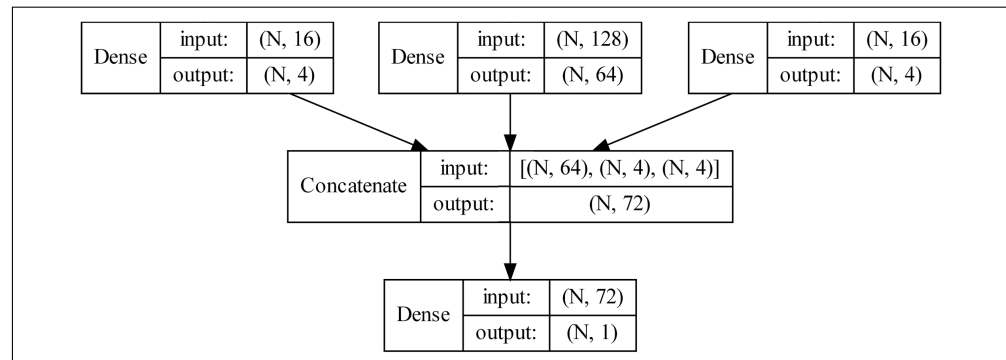 Dense input: (N, 16) output: (N, 4)
Dense input: (N, 128) output: (N, 64)
Dense input: (N, 16) output: (N, 4)
Concatenate input: [(N, 64), (N, 4), (N, 4)] output: (N, 72)
Dense input: (N, 72) output: (N, 1)